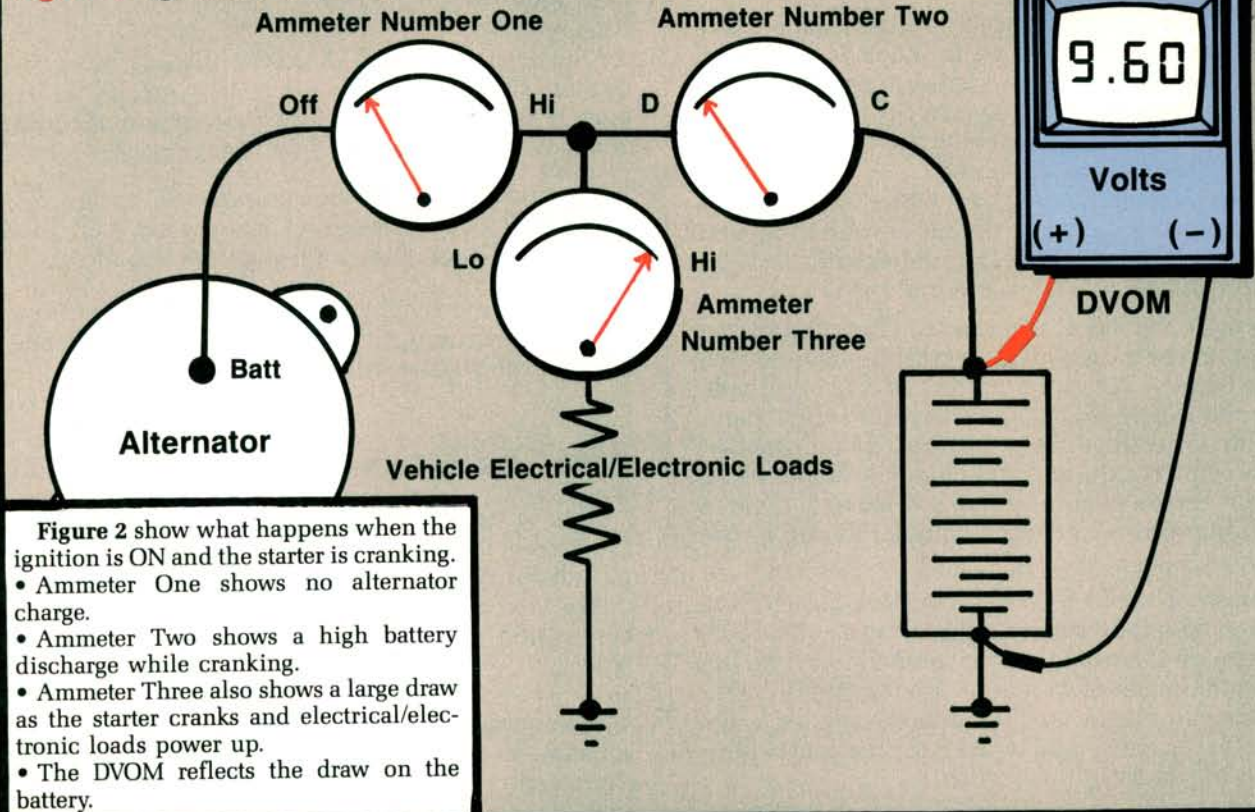 Ammeter Number One
Ammeter Number Two
9.60
Off
Hi
D
C
Volts
(+)
(-)
Lo
Hi
DVOM
Ammeter
Number Three
Batt
Alternator
Vehicle Electrical/Electronic Loads
Figure 2 show what happens when the
ignition is ON and the starter is cranking.
• Ammeter One shows no alternator
charge.
• Ammeter Two shows a high battery
discharge while cranking.
• Ammeter Three also shows a large draw
as the starter cranks and electrical/elec-
tronic loads power up.
• The DVOM reflects the draw on the
battery.